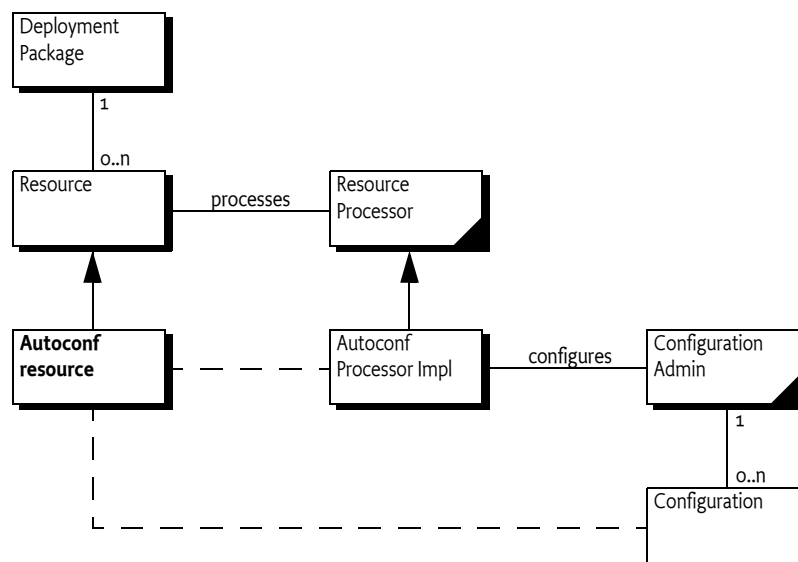 Deployment
Package
1
0..n
Resource
processes
Resource
Processor
Autoconf
resource
Autoconf
Processor Impl
configures
Configuration
Admin
1
0..n
Configuration